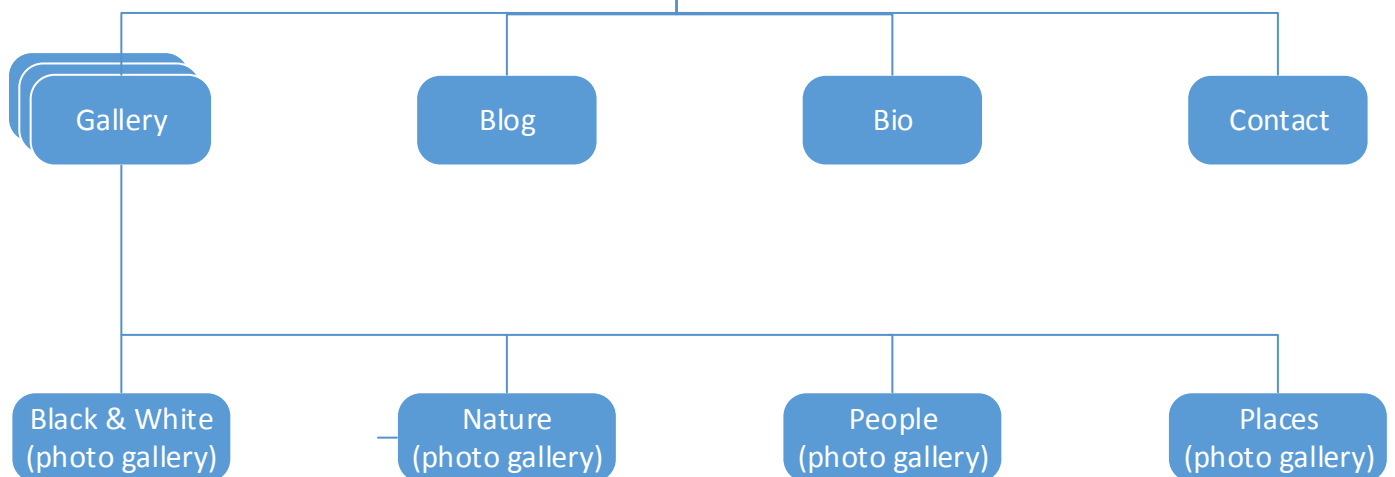 Gallery
Blog
Bio
Contact
Black & White
(photo gallery)
Nature
(photo gallery)
People
(photo gallery)
Places
(photo gallery)